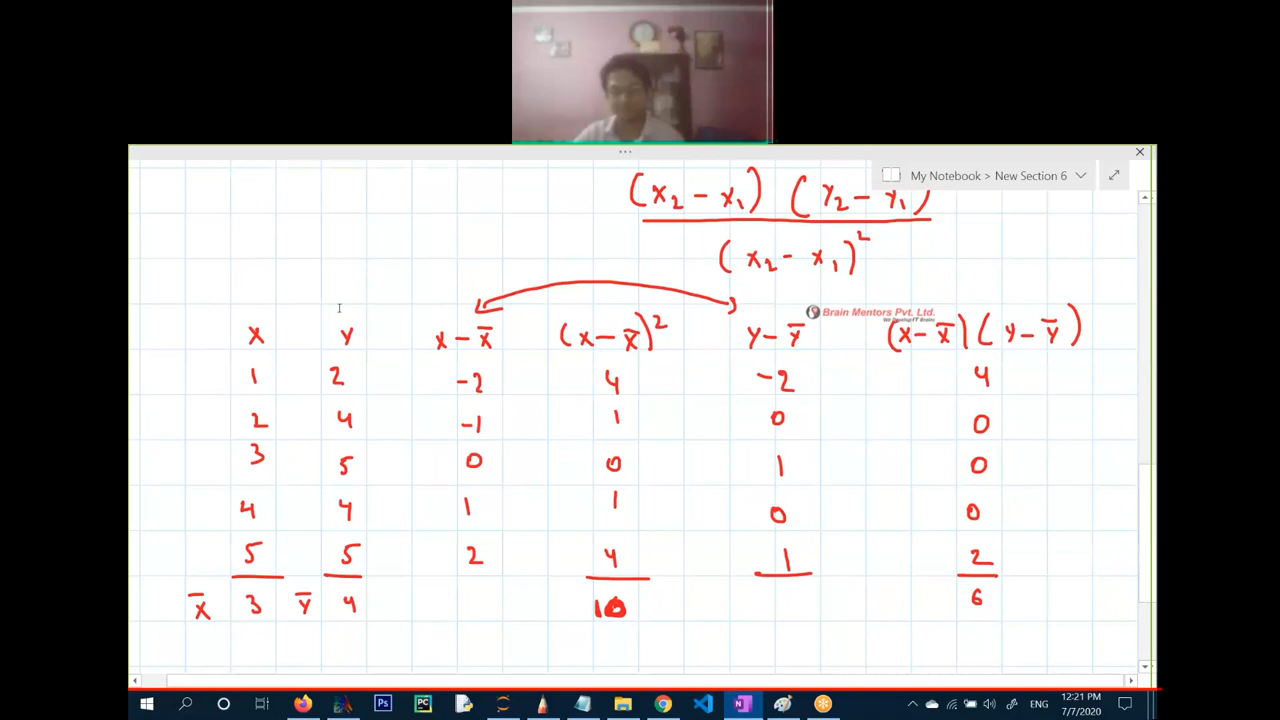 My Notebook > New Section 6
(x₂ − x₁) (y₂ − y₁)
(x₂ − x₁)²
Brain Mentors Pvt. Ltd.
x y x − x̅ (x − x̅)² y − y̅ (x − x̅)(y − y̅)
1 2 -2 4 -2 4
2 4 -1 1 0 0
3 5 0 0 1 0
4 4 1 1 0 0
5 5 2 4 1 2
x̅ 3 y̅ 4 10 6
Ps PC N ENG 12:21 PM
7/7/2020